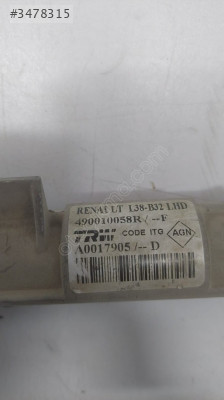 #3478315
RENAULT L38-B32 LHD
490010058R/--F
TRW CODE ITG AGN
A0017905/--D